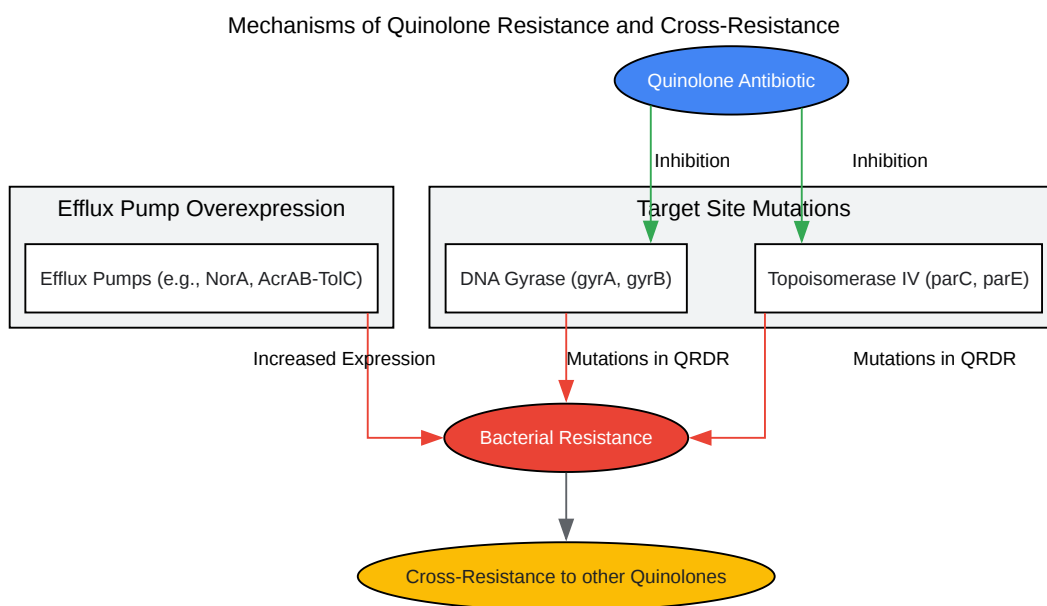 Mechanisms of Quinolone Resistance and Cross-Resistance
Quinolone Antibiotic
Inhibition
Inhibition
Efflux Pump Overexpression
Target Site Mutations
Efflux Pumps (e.g., NorA, AcrAB-TolC)
DNA Gyrase (gyrA, gyrB)
Topoisomerase IV (parC, parE)
Increased Expression
Mutations in QRDR
Mutations in QRDR
Bacterial Resistance
Cross-Resistance to other Quinolones